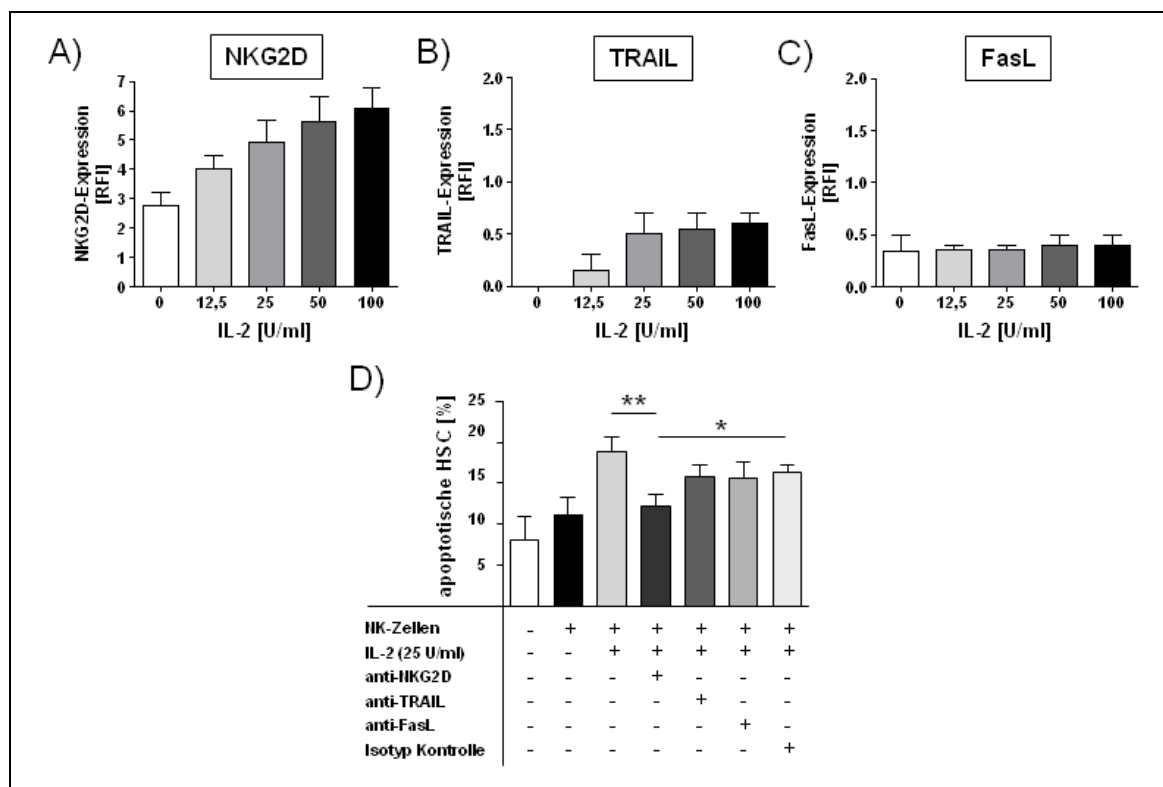 A)
NKG2D
NKG2D-Expression
[RFI]
7
6
5
4
3
2
1
0
0 12,5 25 50 100
IL-2 [U/ml]
B)
TRAIL
TRAIL-Expression
[RFI]
2.0
1.5
1.0
0.5
0.0
0 12,5 25 50 100
IL-2 [U/ml]
C)
FasL
FasL-Expression
[RFI]
2.0
1.5
1.0
0.5
0.0
0 12,5 25 50 100
IL-2 [U/ml]
D)
apoptotische HSC [%]
25
20
15
10
5
**
*
NK-Zellen - + + + + + +
IL-2 (25 U/ml) - - + + + + +
anti-NKG2D - - - + - - -
anti-TRAIL - - - - + - -
anti-FasL - - - - - + -
Isotyp Kontrolle - - - - - - +